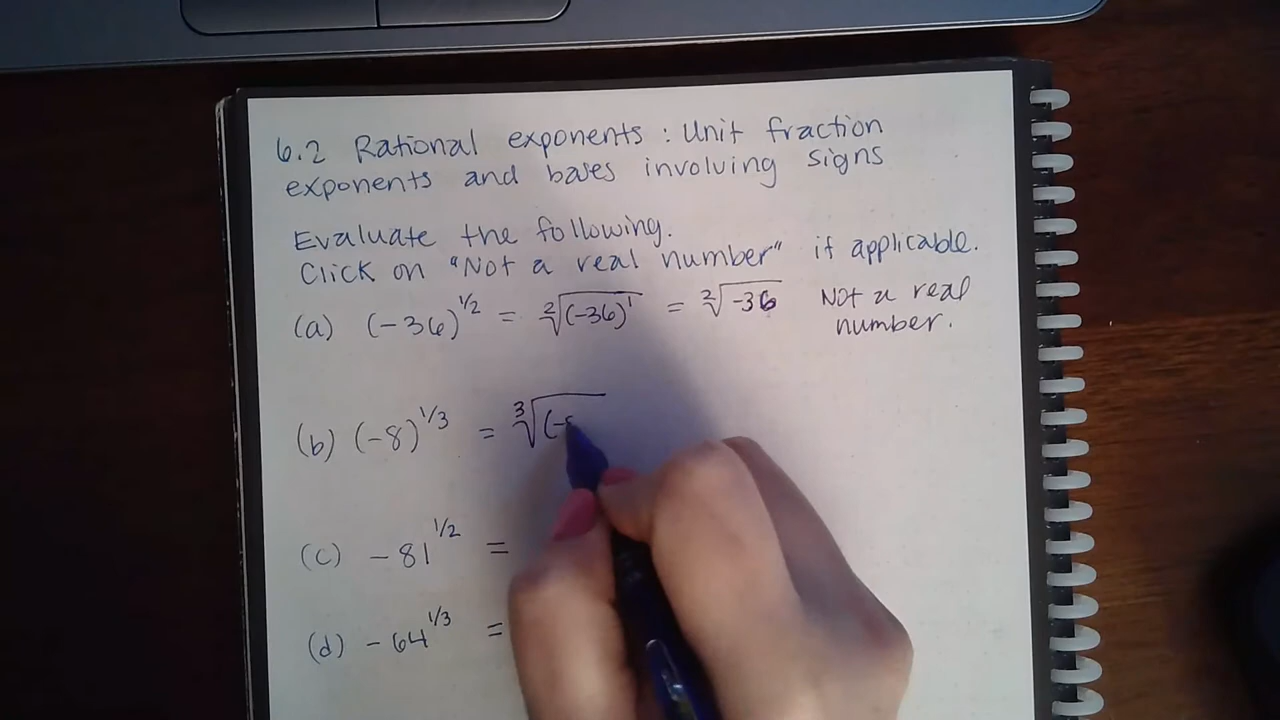 6.2 Rational exponents : Unit fraction
exponents and bases involving signs
Evaluate the following.
Click on "Not a real number" if applicable.
(a) (-36)^1/2 = ²√(-36)^1 = ²√-36 Not a real
number.
(b) (-8)^1/3 = ³√(-8
(c) -81^1/2 =
(d) -64^1/3 =